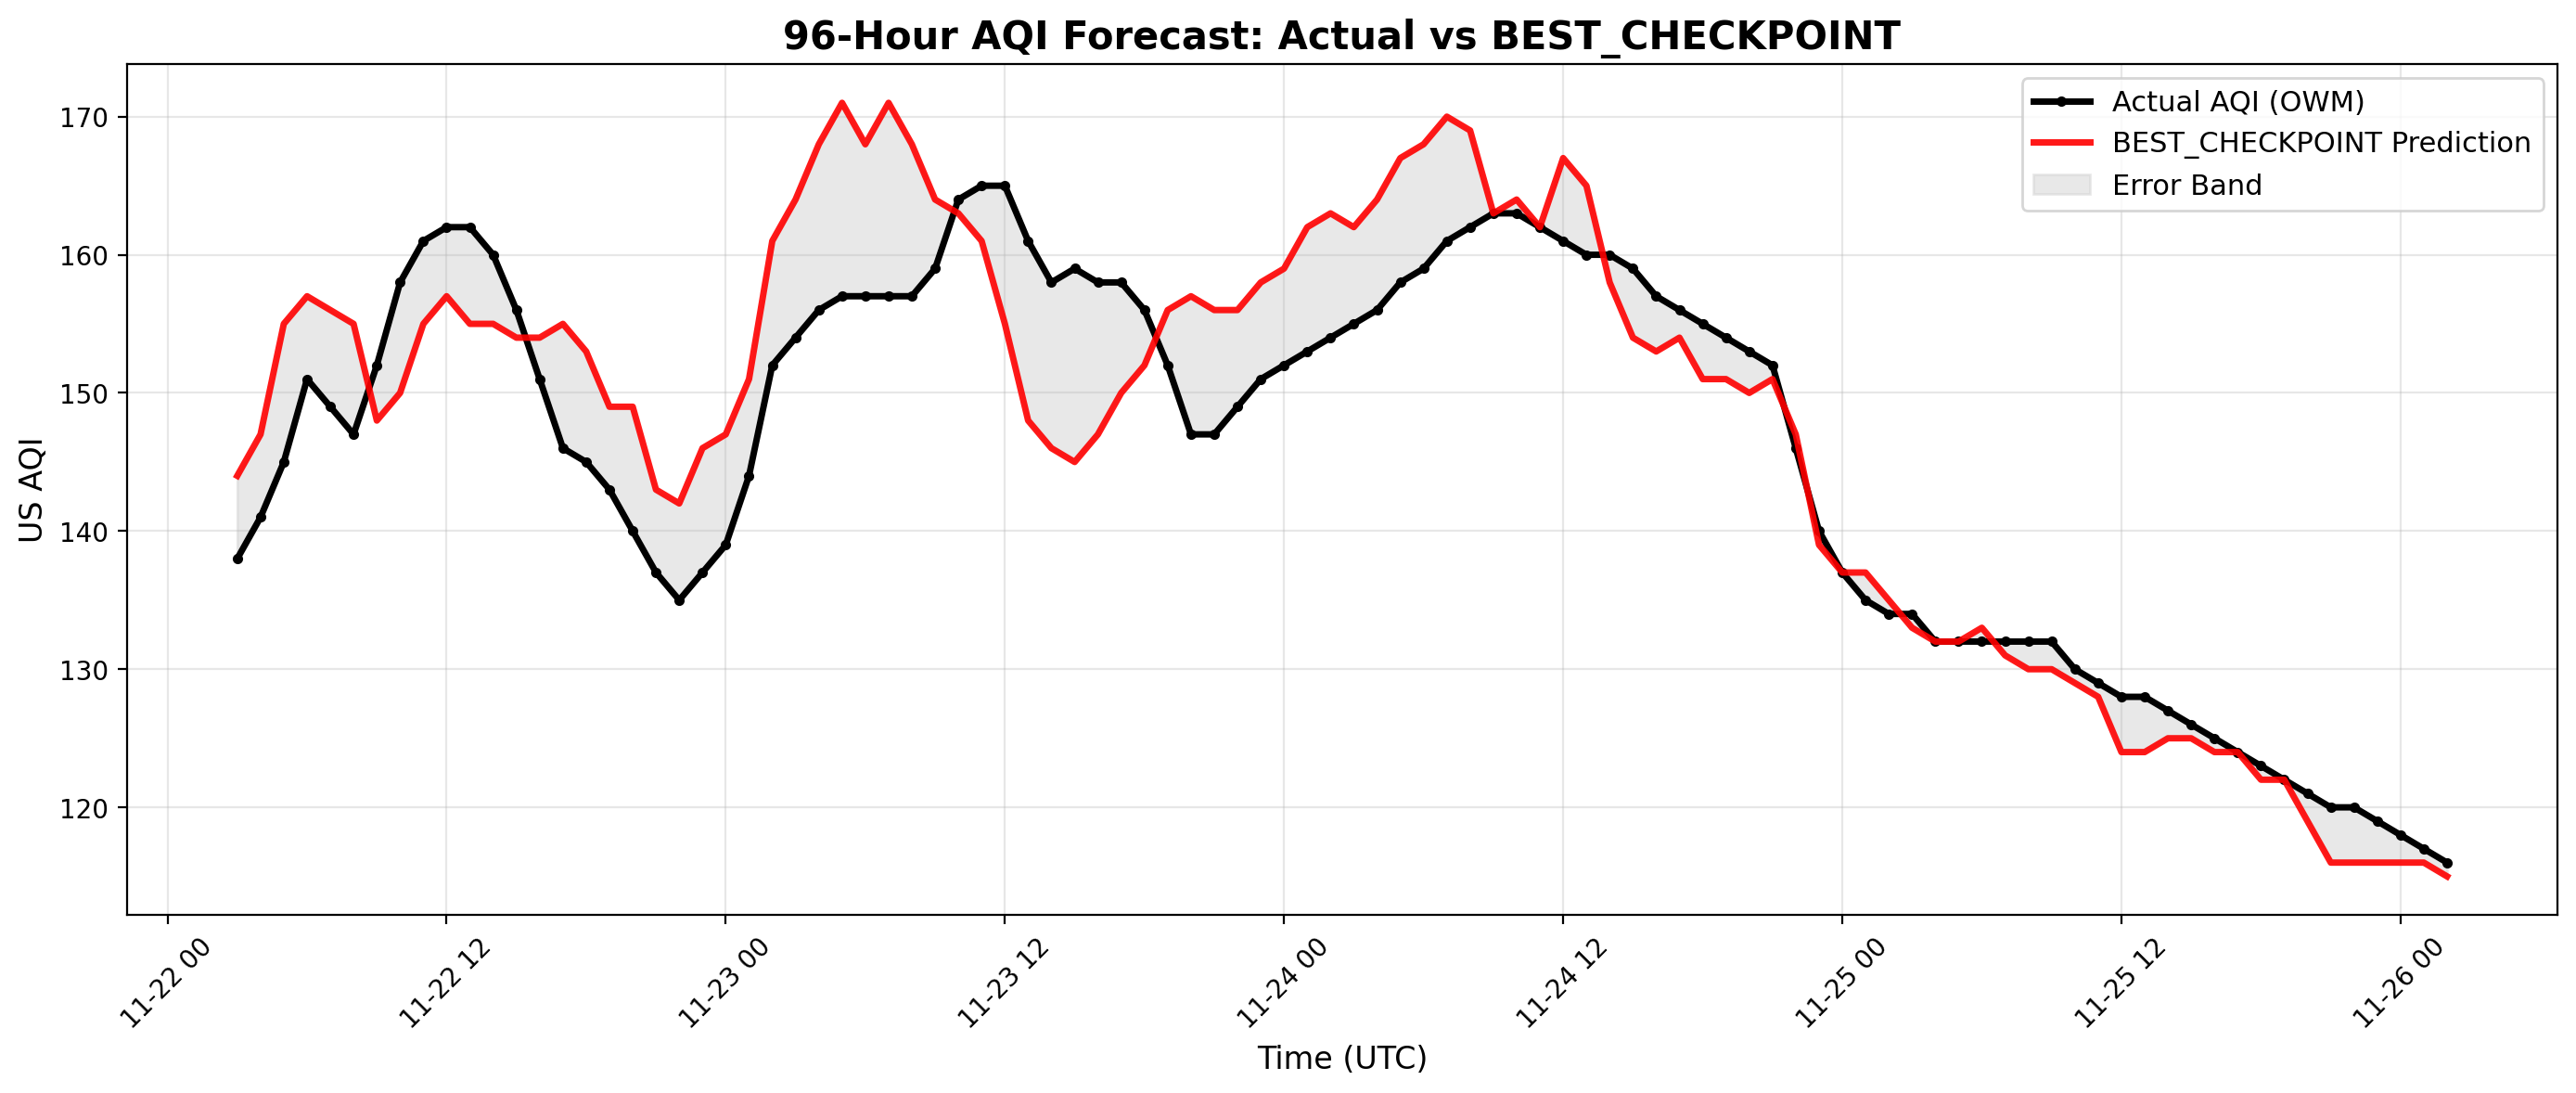 96-Hour AQI Forecast: Actual vs BEST_CHECKPOINT
Actual AQI (OWM)
BEST_CHECKPOINT Prediction
Error Band
US AQI
170
160
150
140
130
120
11-22 00
11-22 12
11-23 00
11-23 12
11-24 00
11-24 12
11-25 00
11-25 12
11-26 00
Time (UTC)